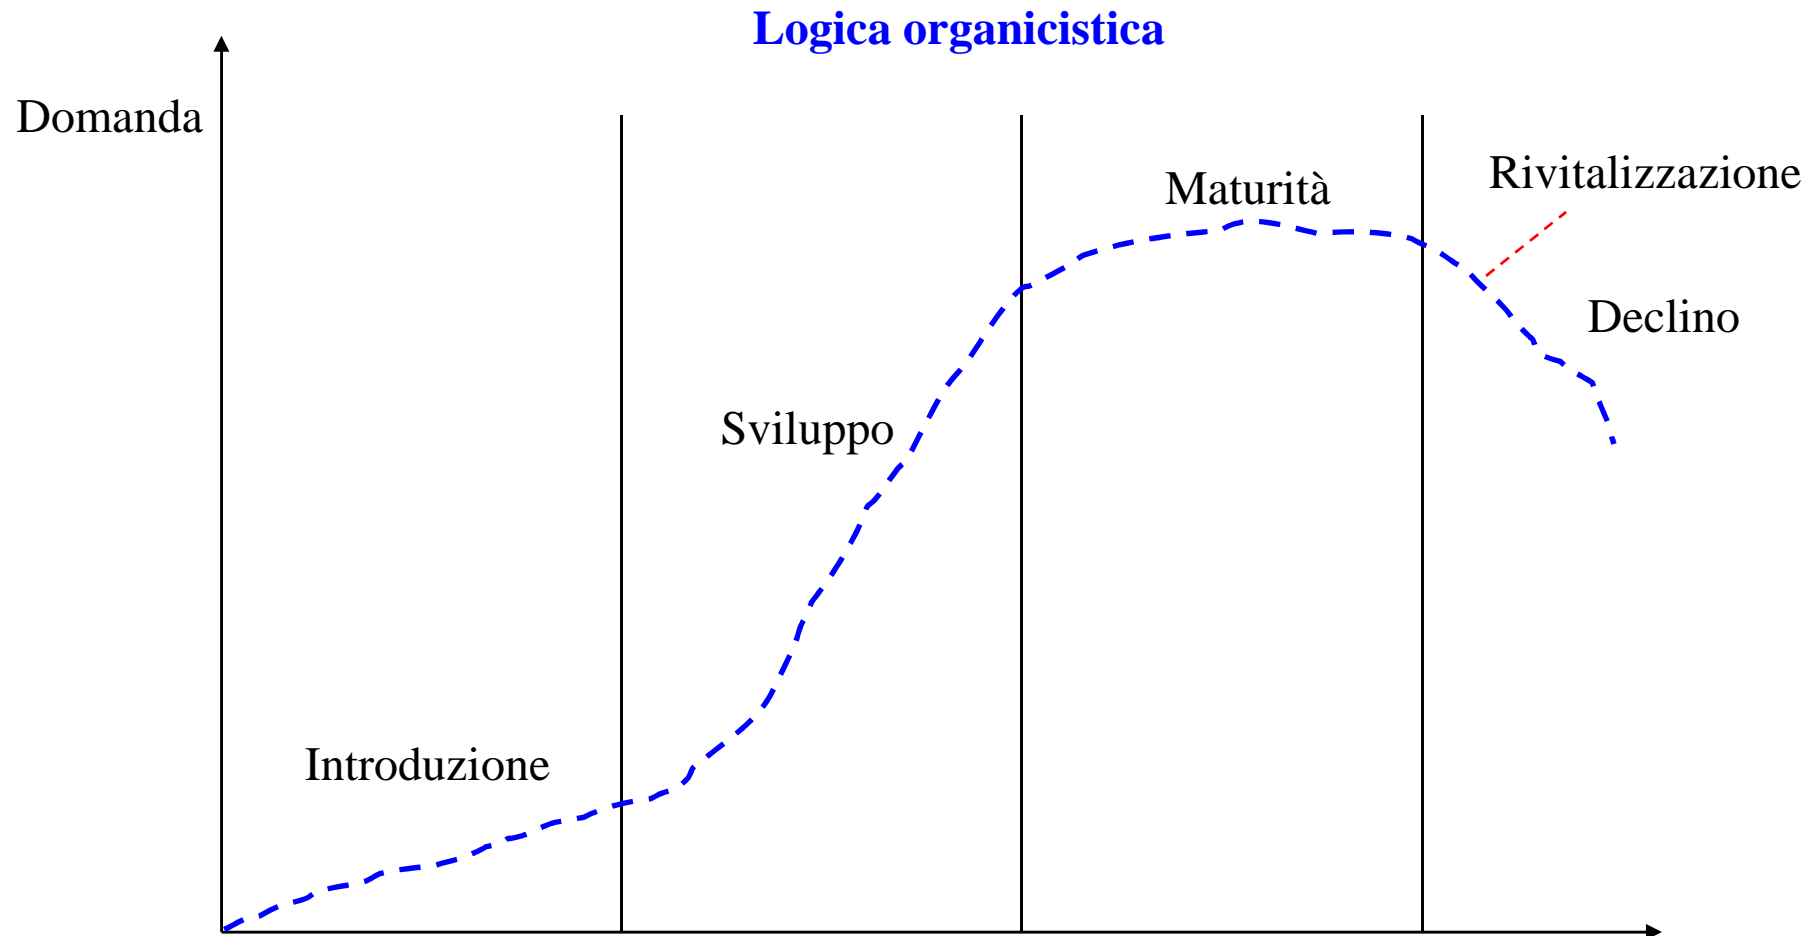 Logica organicistica
Domanda
Maturità
Rivitalizzazione
Declino
Sviluppo
Introduzione